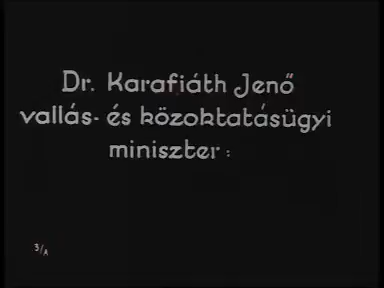 Dr. Karafiáth Jenő
vallás- és közoktatásügyi
miniszter :
3/A